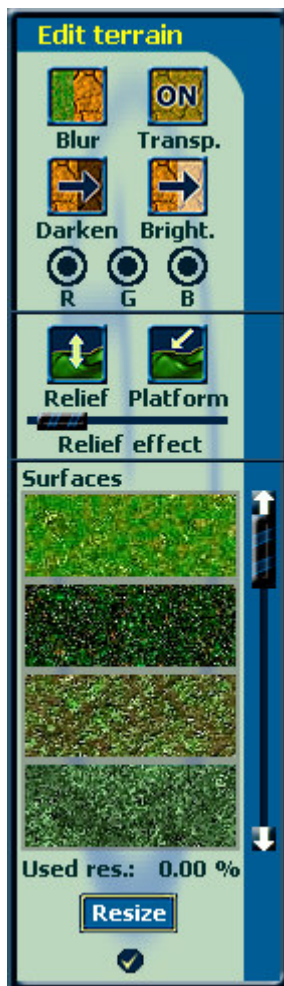 Edit terrain
ON
Blur Transp.
Darken Bright.
R G B
Relief Platform
Relief effect
Surfaces
Used res.: 0.00 %
Resize